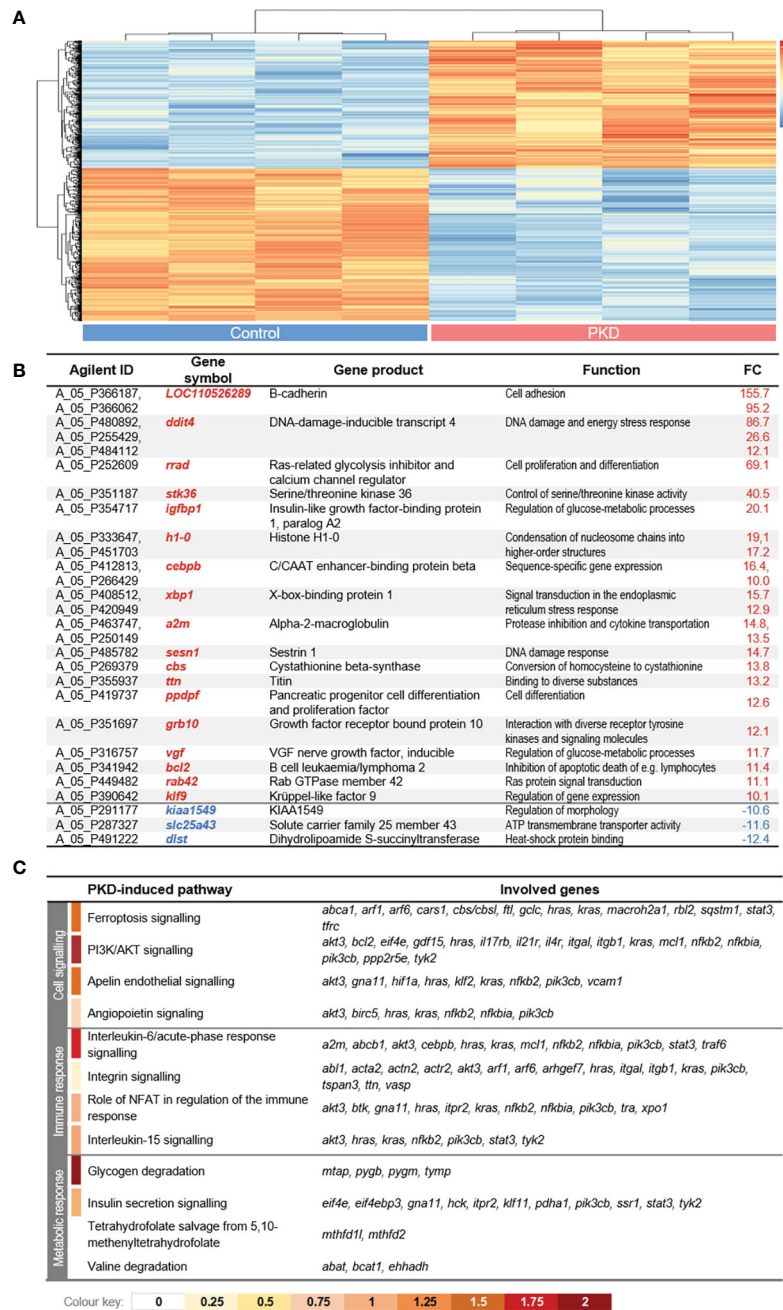 A
Control PKD
B
Agilent ID Gene symbol Gene product Function FC
A_05_P366187, LOC110526289 B-cadherin Cell adhesion 155.7
A_05_P366062 95.2
A_05_P480892, ddit4 DNA-damage-inducible transcript 4 DNA damage and energy stress response 86.7
A_05_P255429, 26.6
A_05_P484112 12.1
A_05_P252609 rrad Ras-related glycolysis inhibitor and Cell proliferation and differentiation 69.1
calcium channel regulator
A_05_P351187 stk36 Serine/threonine kinase 36 Control of serine/threonine kinase activity 40.5
A_05_P354717 igfbp1 Insulin-like growth factor-binding protein Regulation of glucose-metabolic processes 20.1
1, paralog A2
A_05_P333647, h1-0 Histone H1-0 Condensation of nucleosome chains into 19,1
A_05_P451703 higher-order structures 17.2
A_05_P412813, cebpb C/CAAT enhancer-binding protein beta Sequence-specific gene expression 16.4,
A_05_P266429 10.0
A_05_P408512, xbp1 X-box-binding protein 1 Signal transduction in the endoplasmic 15.7
A_05_P420949 reticulum stress response 12.9
A_05_P463747, a2m Alpha-2-macroglobulin Protease inhibition and cytokine transportation 14.8,
A_05_P250149 13.5
A_05_P485782 sesn1 Sestrin 1 DNA damage response 14.7
A_05_P269379 cbs Cystathionine beta-synthase Conversion of homocysteine to cystathionine 13.8
A_05_P355937 ttn Titin Binding to diverse substances 13.2
A_05_P419737 ppdpf Pancreatic progenitor cell differentiation Cell differentiation 12.6
and proliferation factor
A_05_P351697 grb10 Growth factor receptor bound protein 10 Interaction with diverse receptor tyrosine 12.1
kinases and signaling molecules
A_05_P316757 vgf VGF nerve growth factor, inducible Regulation of glucose-metabolic processes 11.7
A_05_P341942 bcl2 B cell leukaemia/lymphoma 2 Inhibition of apoptotic death of e.g. lymphocytes 11.4
A_05_P449482 rab42 Rab GTPase member 42 Ras protein signal transduction 11.1
A_05_P390642 klf9 Krüppel-like factor 9 Regulation of gene expression 10.1
A_05_P291177 kiaa1549 KIAA1549 Regulation of morphology -10.6
A_05_P287327 slc25a43 Solute carrier family 25 member 43 ATP transmembrane transporter activity -11.6
A_05_P491222 dlst Dihydrolipoamide S-succinyltransferase Heat-shock protein binding -12.4
C
PKD-induced pathway Involved genes
Cell signalling
Ferroptosis signalling abca1, arf1, arf6, cars1, cbs/cbsl, ftl, gclc, hras, kras, macroh2a1, rbl2, sqstm1, stat3,
tfrc
PI3K/AKT signalling akt3, bcl2, eif4e, gdf15, hras, il17rb, il21r, il4r, itgal, itgb1, kras, mcl1, nfkb2, nfkbia,
pik3cb, ppp2r5e, tyk2
Apelin endothelial signalling akt3, gna11, hif1a, hras, klf2, kras, nfkb2, pik3cb, vcam1
Angiopoietin signaling akt3, birc5, hras, kras, nfkb2, nfkbia, pik3cb
Immune response
Interleukin-6/acute-phase response a2m, abcb1, akt3, cebpb, hras, kras, mcl1, nfkb2, nfkbia, pik3cb, stat3, traf6
signalling
Integrin signalling abl1, acta2, actn2, actr2, akt3, arf1, arf6, arhgef7, hras, itgal, itgb1, kras, pik3cb,
tspan3, ttn, vasp
Role of NFAT in regulation of the immune akt3, btk, gna11, hras, itpr2, kras, nfkb2, nfkbia, pik3cb, tra, xpo1
response
Interleukin-15 signalling akt3, hras, kras, nfkb2, pik3cb, stat3, tyk2
Metabolic response
Glycogen degradation mtap, pygb, pygm, tymp
Insulin secretion signalling eif4e, eif4ebp3, gna11, hck, itpr2, klf11, pdha1, pik3cb, ssr1, stat3, tyk2
Tetrahydrofolate salvage from 5,10- mthfd1l, mthfd2
methenyltetrahydrofolate
Valine degradation abat, bcat1, ehhadh
Colour key: 0 0.25 0.5 0.75 1 1.25 1.5 1.75 2